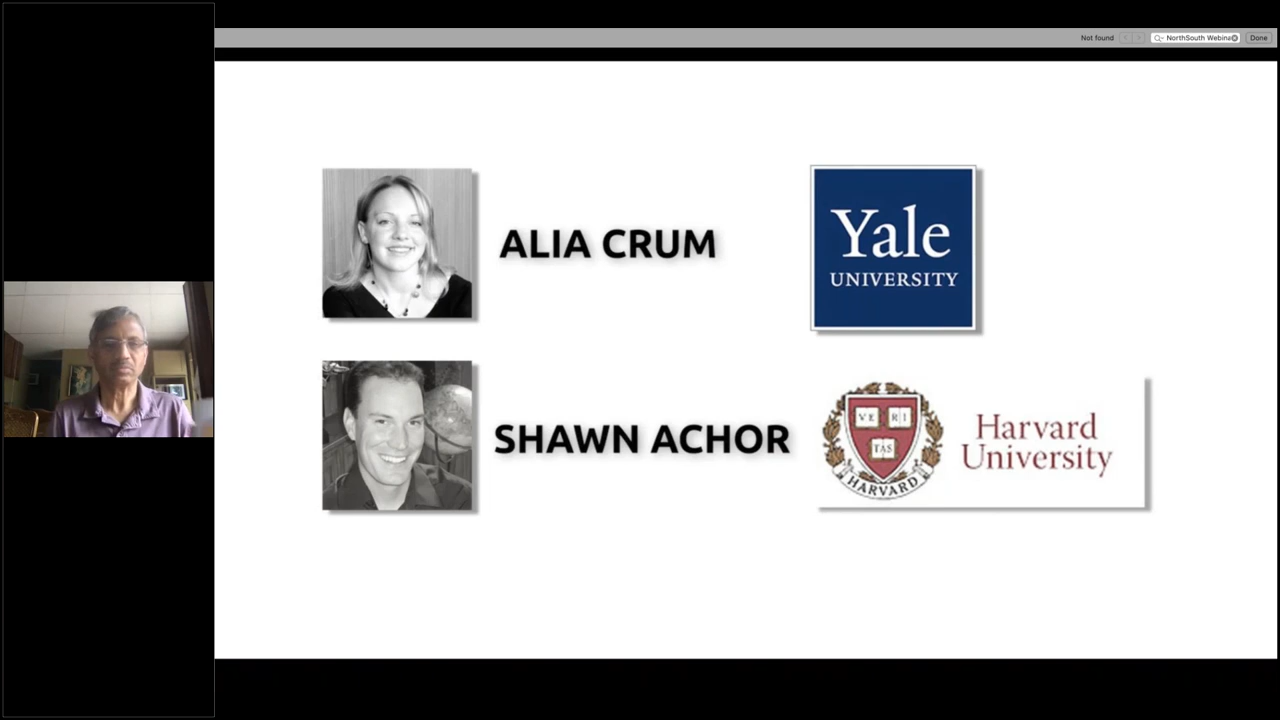 Not found
NorthSouth Webina
Done
ALIA CRUM
Yale
UNIVERSITY
SHAWN ACHOR
VE RI
TAS
HARVARD
Harvard
University